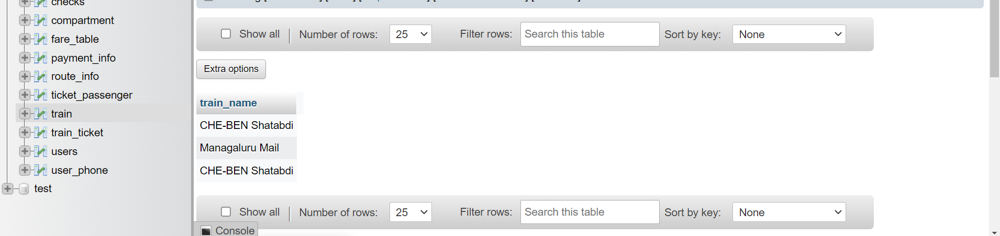 checks
compartment
fare_table
payment_info
route_info
ticket_passenger
train
train_ticket
users
user_phone
test
Show all | Number of rows: 25 Filter rows: Search this table Sort by key: None
Extra options
train_name
CHE-BEN Shatabdi
Managaluru Mail
CHE-BEN Shatabdi
Show all | Number of rows: 25 Filter rows: Search this table Sort by key: None
Console